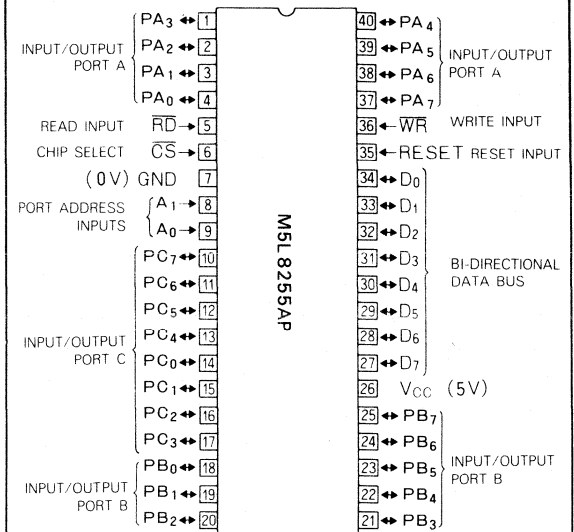 PA3 ↔ 1
PA2 ↔ 2
PA1 ↔ 3
PA0 ↔ 4
INPUT/OUTPUT
PORT A
READ INPUT RD → 5
CHIP SELECT CS → 6
(0V) GND 7
PORT ADDRESS
INPUTS
A1 → 8
A0 → 9
PC7 ↔ 10
PC6 ↔ 11
PC5 ↔ 12
PC4 ↔ 13
PC0 ↔ 14
PC1 ↔ 15
PC2 ↔ 16
PC3 ↔ 17
INPUT/OUTPUT
PORT C
PB0 ↔ 18
PB1 ↔ 19
PB2 ↔ 20
INPUT/OUTPUT
PORT B
M5L8255AP
40 ↔ PA4
39 ↔ PA5
38 ↔ PA6
37 ↔ PA7
INPUT/OUTPUT
PORT A
36 ← WR WRITE INPUT
35 ← RESET RESET INPUT
34 ↔ D0
33 ↔ D1
32 ↔ D2
31 ↔ D3
30 ↔ D4
29 ↔ D5
28 ↔ D6
27 ↔ D7
BI-DIRECTIONAL
DATA BUS
26 VCC (5V)
25 ↔ PB7
24 ↔ PB6
23 ↔ PB5
22 ↔ PB4
21 ↔ PB3
INPUT/OUTPUT
PORT B